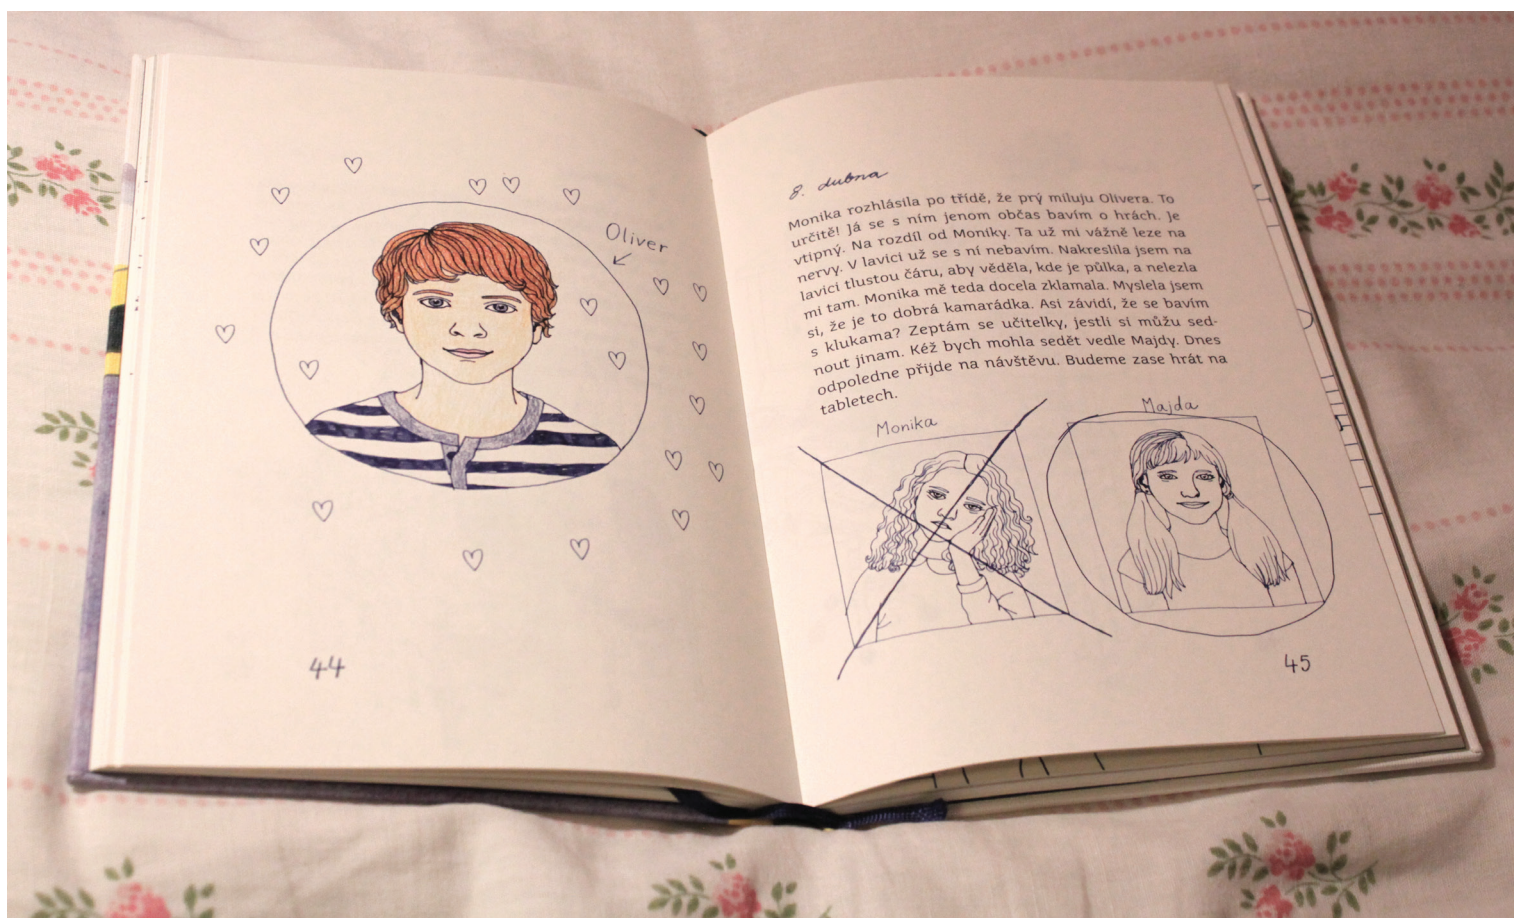 Oliver
44
8. dubna
Monika rozhlásila po třídě, že prý miluju Olivera. To
určitě! Já se s ním jenom občas bavím o hrách. Je
vtipný. Na rozdíl od Moniky. Ta už mi vážně leze na
nervy. V lavici už se s ní nebavím. Nakreslila jsem na
lavici tlustou čáru, aby věděla, kde je půlka, a nelezla
mi tam. Monika mě teda docela zklamala. Myslela jsem
si, že je to dobrá kamarádka. Asi závidí, že se bavím
s klukama? Zeptám se učitelky, jestli si můžu sed-
nout jinam. Kéž bych mohla sedět vedle Majdy. Dnes
odpoledne přijde na návštěvu. Budeme zase hrát na
tabletech.
Monika
Majda
45